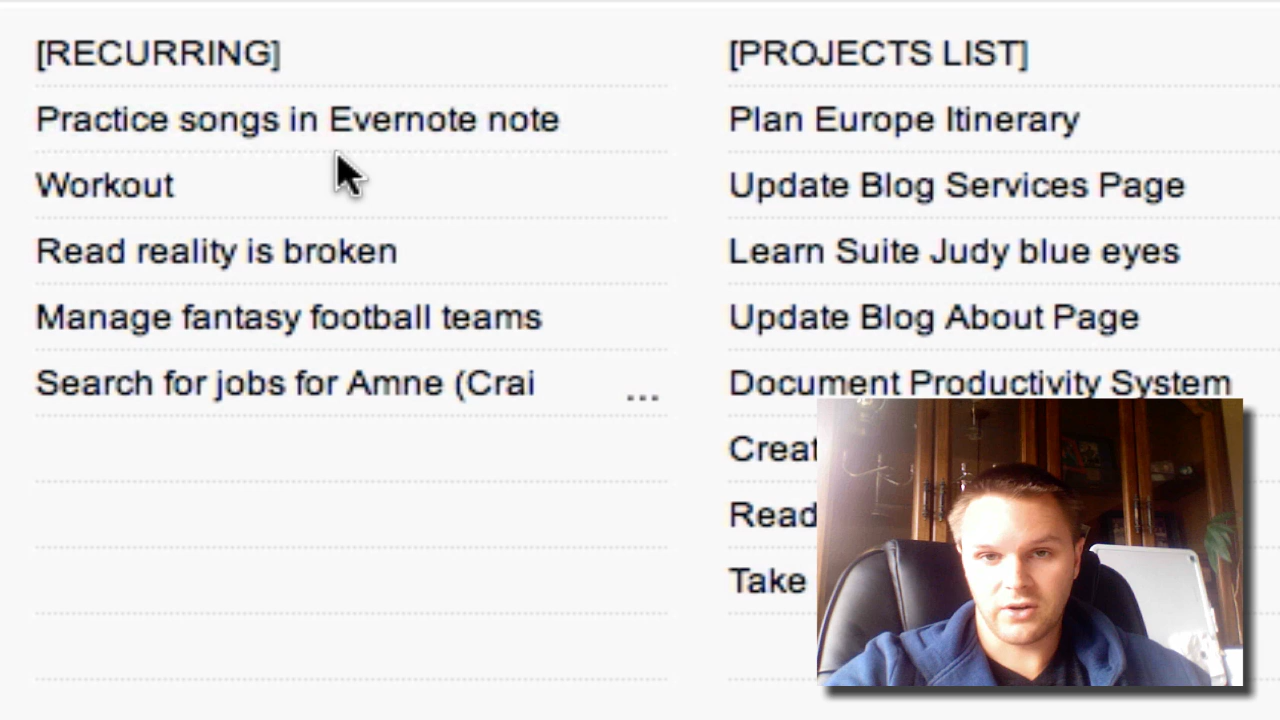 [RECURRING]
Practice songs in Evernote note
Workout
Read reality is broken
Manage fantasy football teams
Search for jobs for Amne (Crai ...
[PROJECTS LIST]
Plan Europe Itinerary
Update Blog Services Page
Learn Suite Judy blue eyes
Update Blog About Page
Document Productivity System
Creat
Read
Take